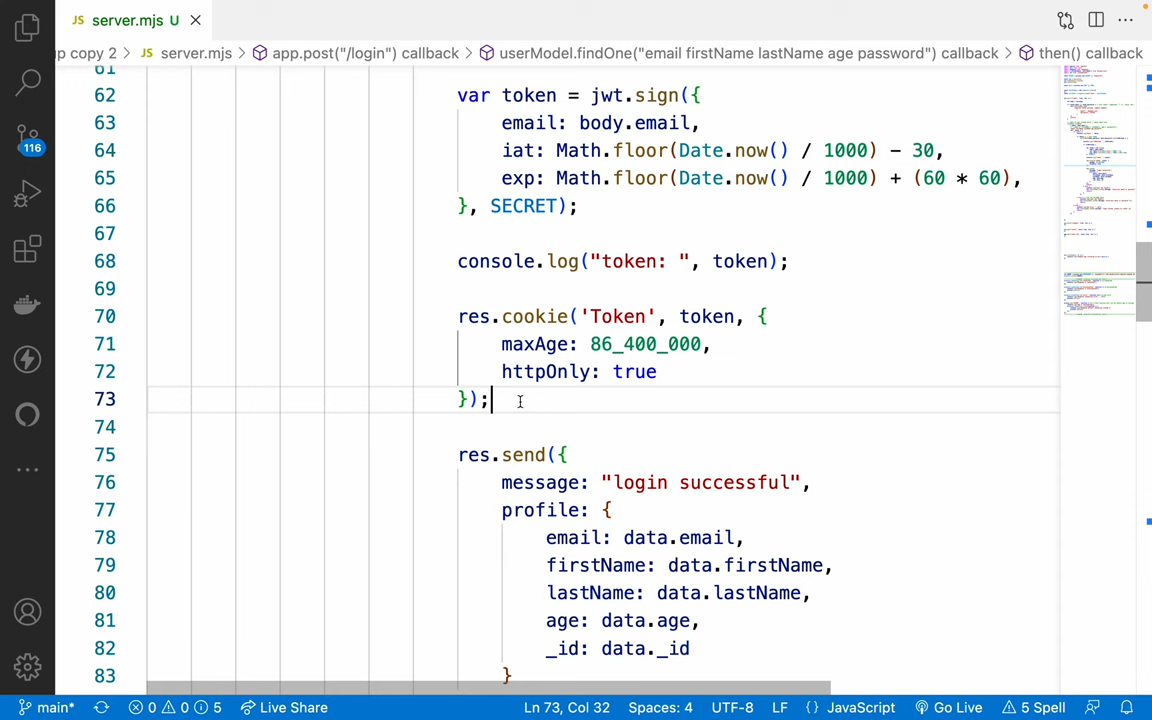 JS server.mjs U
up copy 2 > JS server.mjs > app.post("/login") callback > userModel.findOne("email firstName lastName age password") callback > then() callback
61
62 var token = jwt.sign({
63 email: body.email,
64 iat: Math.floor(Date.now() / 1000) - 30,
65 exp: Math.floor(Date.now() / 1000) + (60 * 60),
66 }, SECRET);
67
68 console.log("token: ", token);
69
70 res.cookie('Token', token, {
71 maxAge: 86_400_000,
72 httpOnly: true
73 });
74
75 res.send({
76 message: "login successful",
77 profile: {
78 email: data.email,
79 firstName: data.firstName,
80 lastName: data.lastName,
81 age: data.age,
82 _id: data._id
83 }
116
main* 0 0 5 Live Share Ln 73, Col 32 Spaces: 4 UTF-8 LF {} JavaScript Go Live 5 Spell